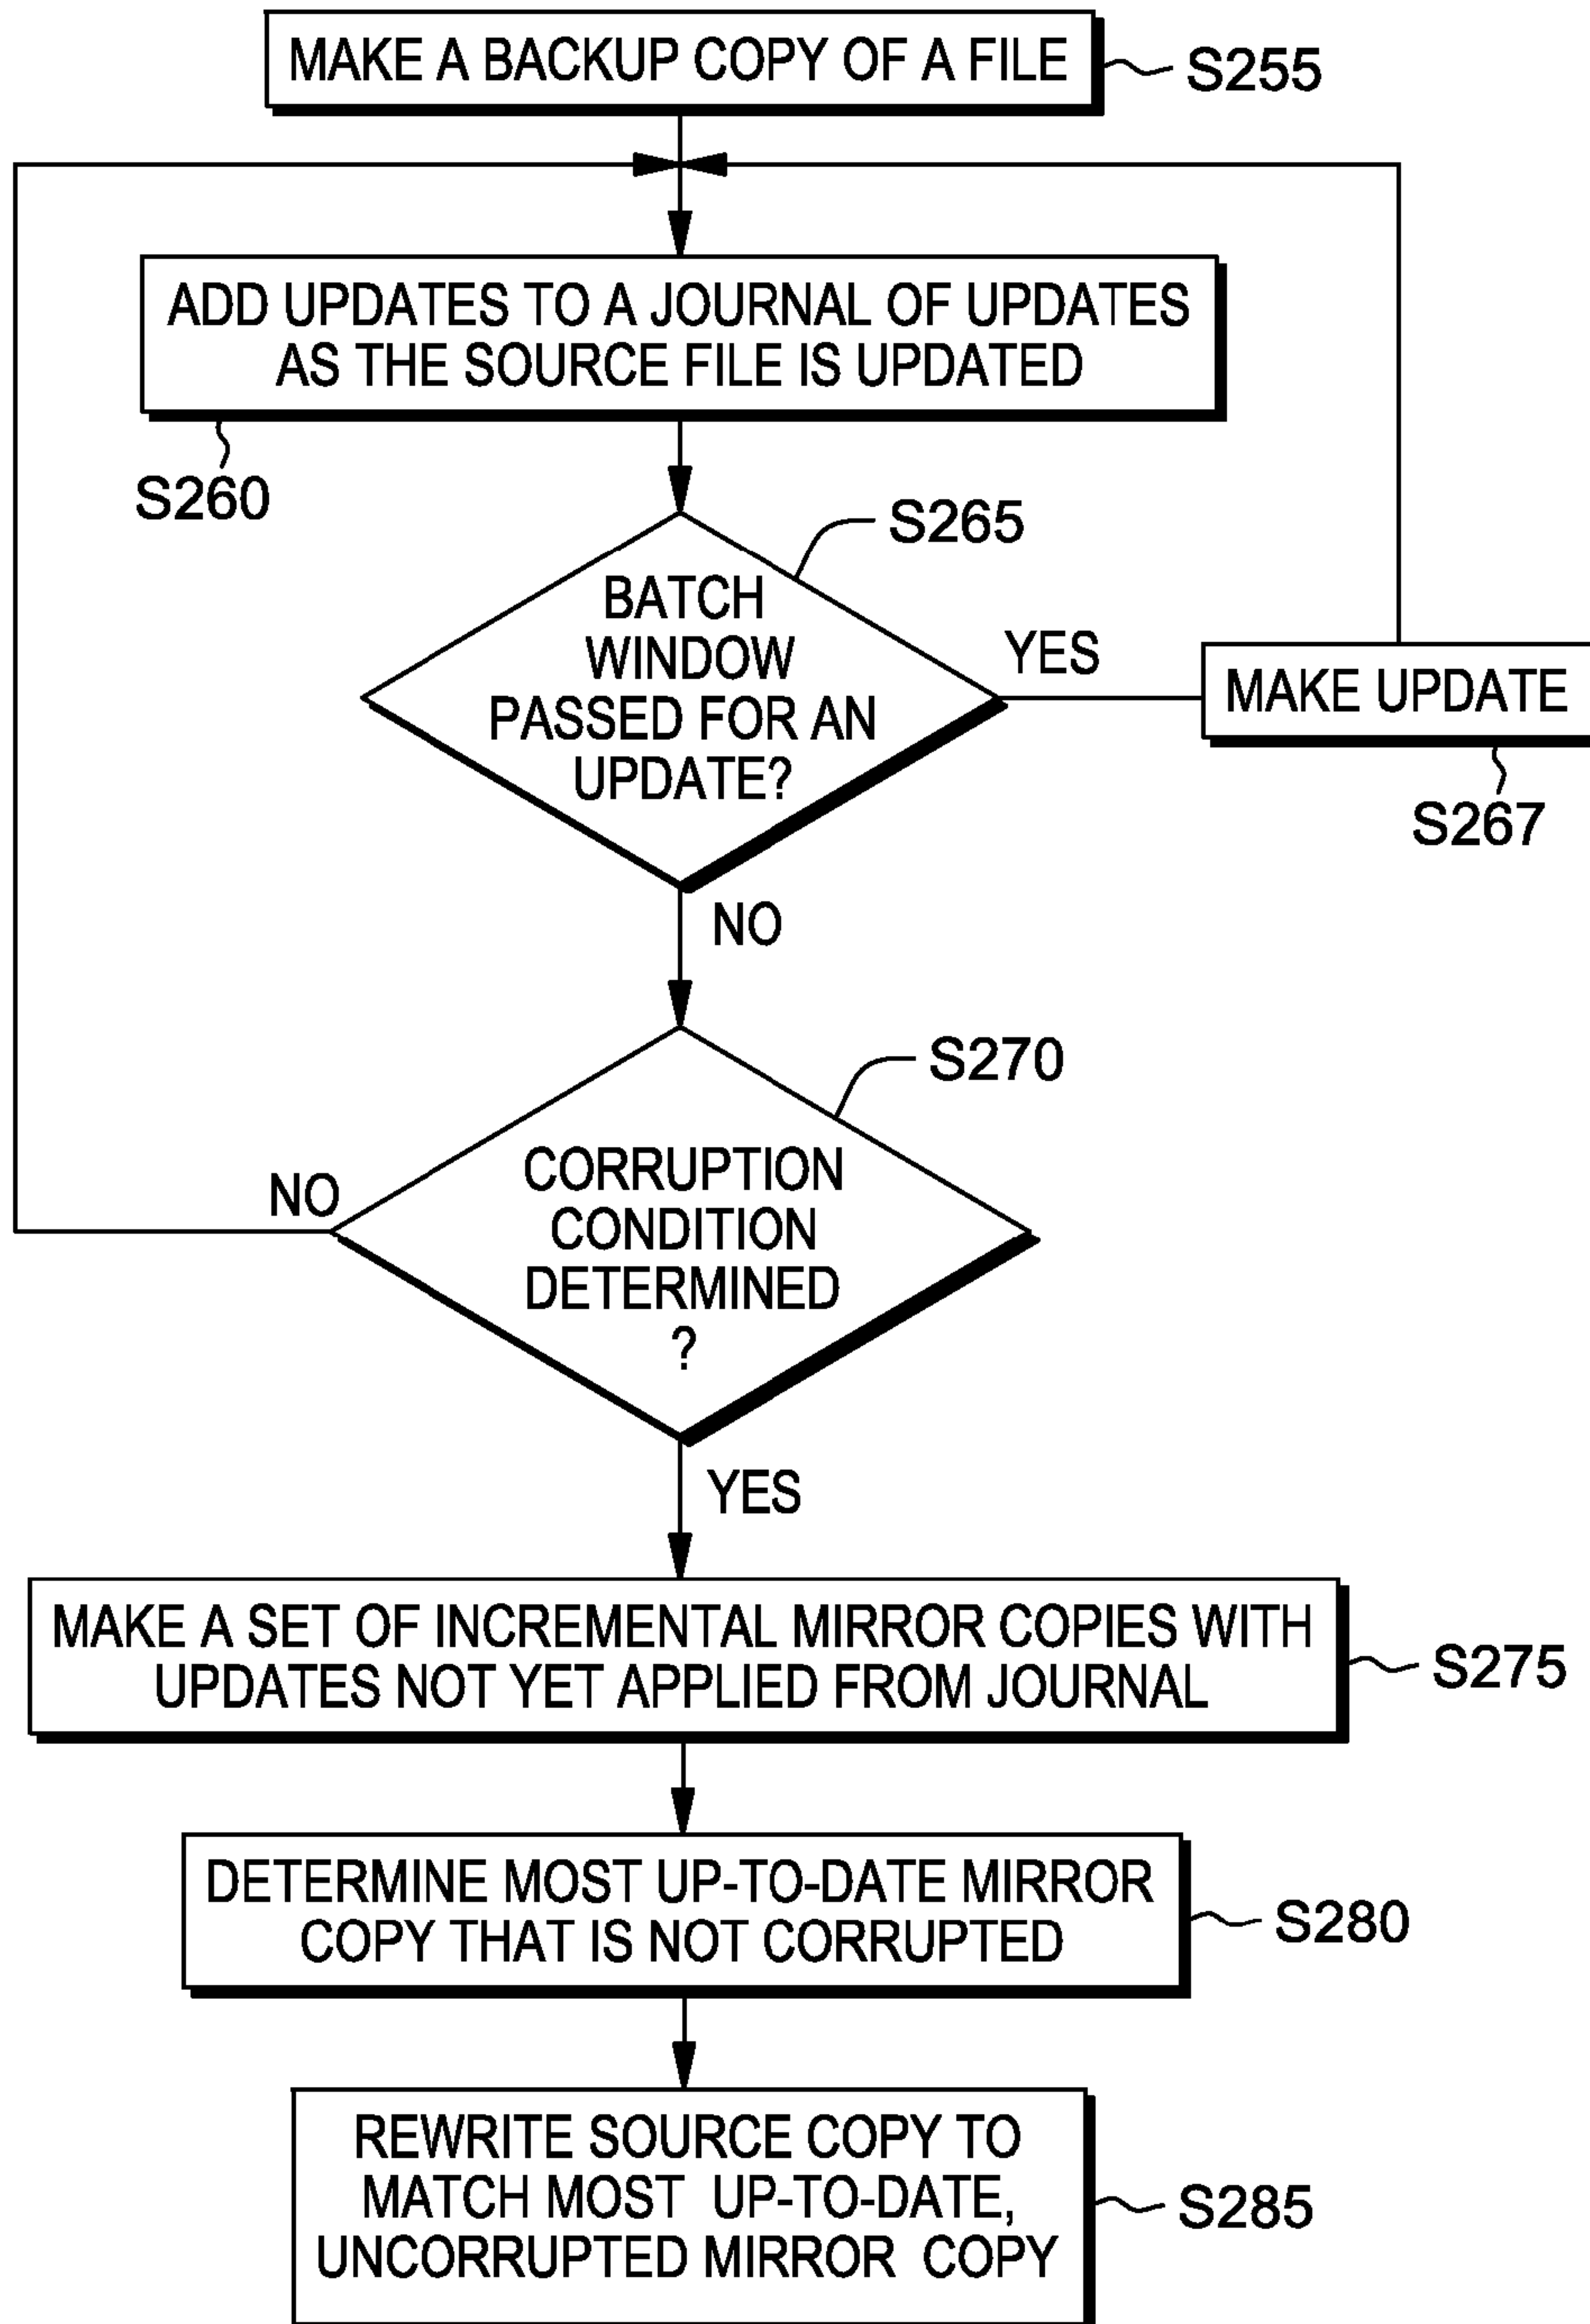 MAKE A BACKUP COPY OF A FILE
S255
ADD UPDATES TO A JOURNAL OF UPDATES
AS THE SOURCE FILE IS UPDATED
S260
S265
BATCH
WINDOW
PASSED FOR AN
UPDATE?
YES
MAKE UPDATE
S267
NO
S270
CORRUPTION
CONDITION
DETERMINED
?
NO
YES
MAKE A SET OF INCREMENTAL MIRROR COPIES WITH
UPDATES NOT YET APPLIED FROM JOURNAL
S275
DETERMINE MOST UP-TO-DATE MIRROR
COPY THAT IS NOT CORRUPTED
S280
REWRITE SOURCE COPY TO
MATCH MOST UP-TO-DATE,
UNCORRUPTED MIRROR COPY
S285